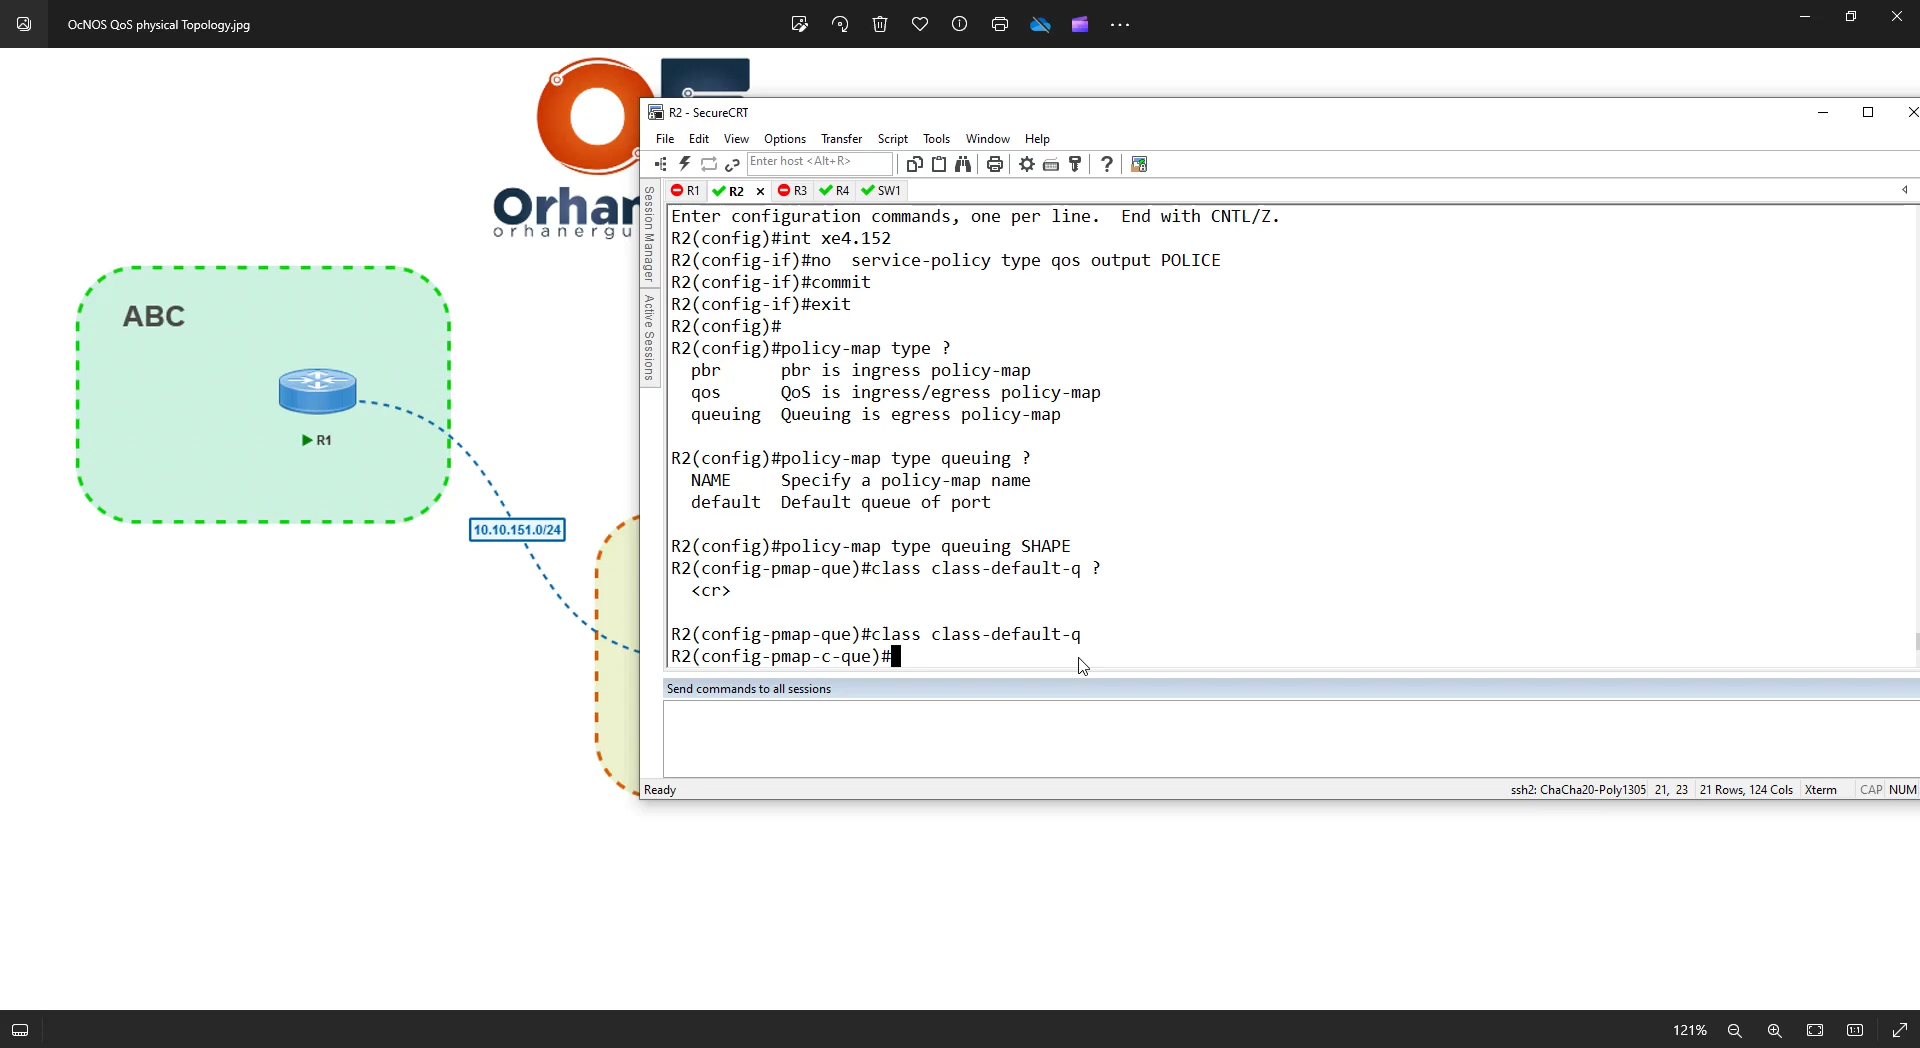 OcNOS QoS physical Topology.jpg
Orhan
orhanergu
ABC
R1
10.10.151.0/24
R2 - SecureCRT
File Edit View Options Transfer Script Tools Window Help
Enter host <Alt+R>
R1 R2 R3 R4 SW1
Session Manager
Active Sessions
Enter configuration commands, one per line.  End with CNTL/Z.
R2(config)#int xe4.152
R2(config-if)#no  service-policy type qos output POLICE
R2(config-if)#commit
R2(config-if)#exit
R2(config)#
R2(config)#policy-map type ?
  pbr      pbr is ingress policy-map
  qos      QoS is ingress/egress policy-map
  queuing  Queuing is egress policy-map
R2(config)#policy-map type queuing ?
  NAME     Specify a policy-map name
  default  Default queue of port
R2(config)#policy-map type queuing SHAPE
R2(config-pmap-que)#class class-default-q ?
  <cr>
R2(config-pmap-que)#class class-default-q
R2(config-pmap-c-que)#
Send commands to all sessions
Ready ssh2: ChaCha20-Poly1305 21, 23 21 Rows, 124 Cols Xterm CAP NUM
121%